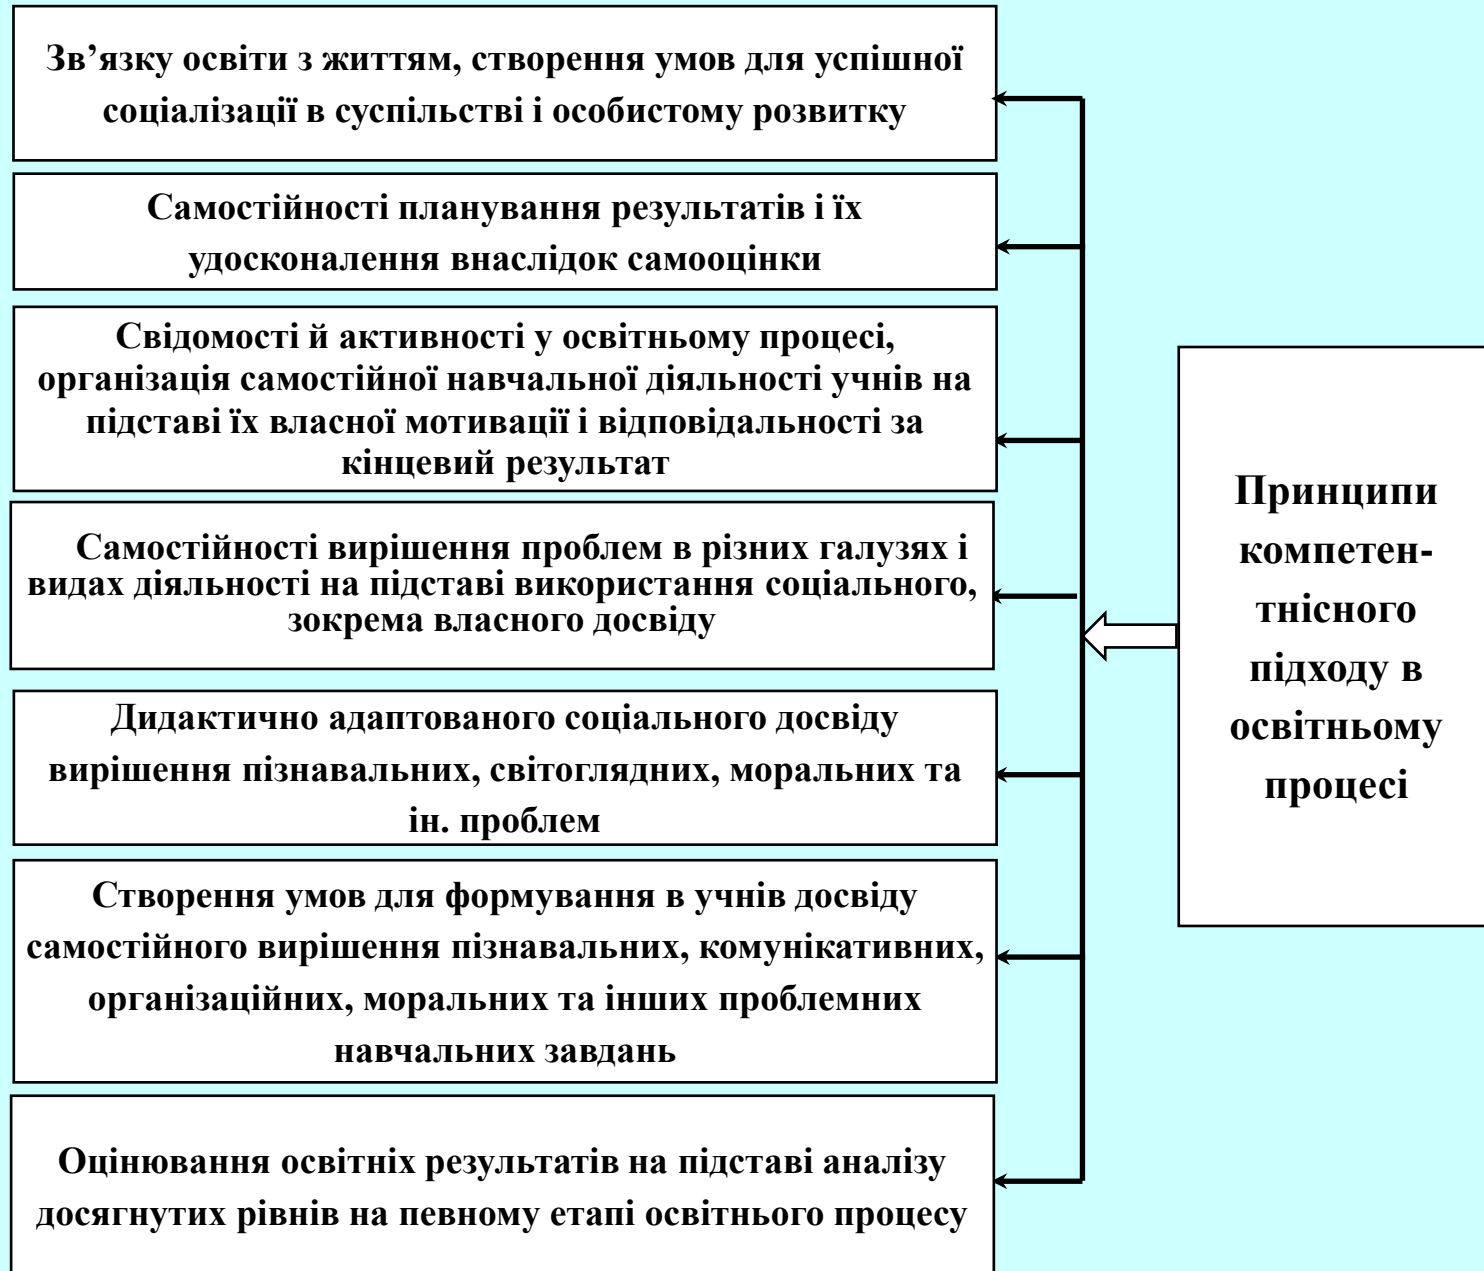 Зв’язку освіти з життям, створення умов для успішної
соціалізації в суспільстві і особистому розвитку
Самостійності планування результатів і їх
удосконалення внаслідок самооцінки
Свідомості й активності у освітньому процесі,
організація самостійної навчальної діяльності учнів на
підставі їх власної мотивації і відповідальності за
кінцевий результат
Самостійності вирішення проблем в різних галузях і
видах діяльності на підставі використання соціального,
зокрема власного досвіду
Дидактично адаптованого соціального досвіду
вирішення пізнавальних, світоглядних, моральних та
ін. проблем
Створення умов для формування в учнів досвіду
самостійного вирішення пізнавальних, комунікативних,
організаційних, моральних та інших проблемних
навчальних завдань
Оцінювання освітніх результатів на підставі аналізу
досягнутих рівнів на певному етапі освітнього процесу
Принципи
компетен-
тнісного
підходу в
освітньому
процесі